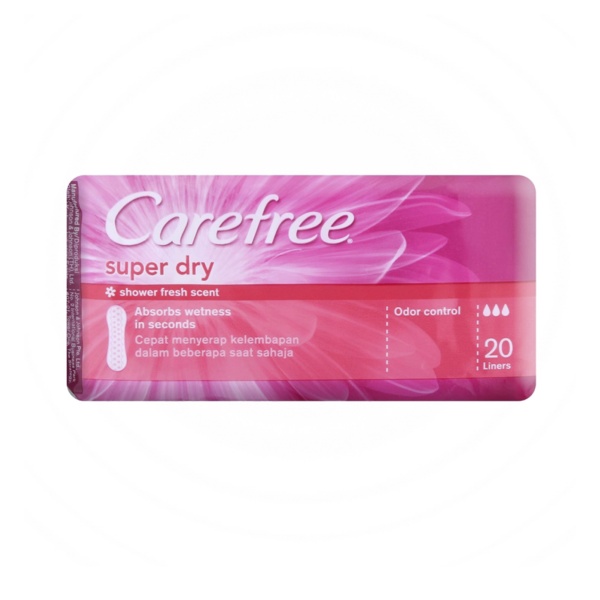 Carefree
super dry
shower fresh scent
Absorbs wetness
in seconds
Cepat menyerap kelembapan
dalam beberapa saat sahaja
Odor control
20
Liners